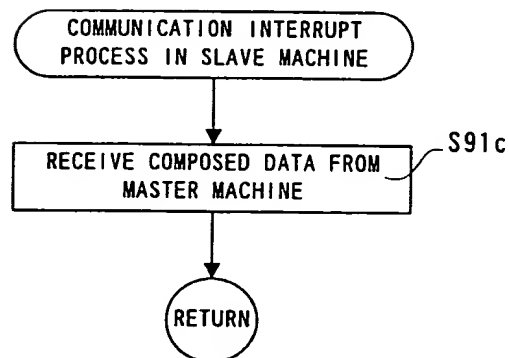 COMMUNICATION INTERRUPT
PROCESS IN SLAVE MACHINE
S91c
RECEIVE COMPOSED DATA FROM
MASTER MACHINE
RETURN